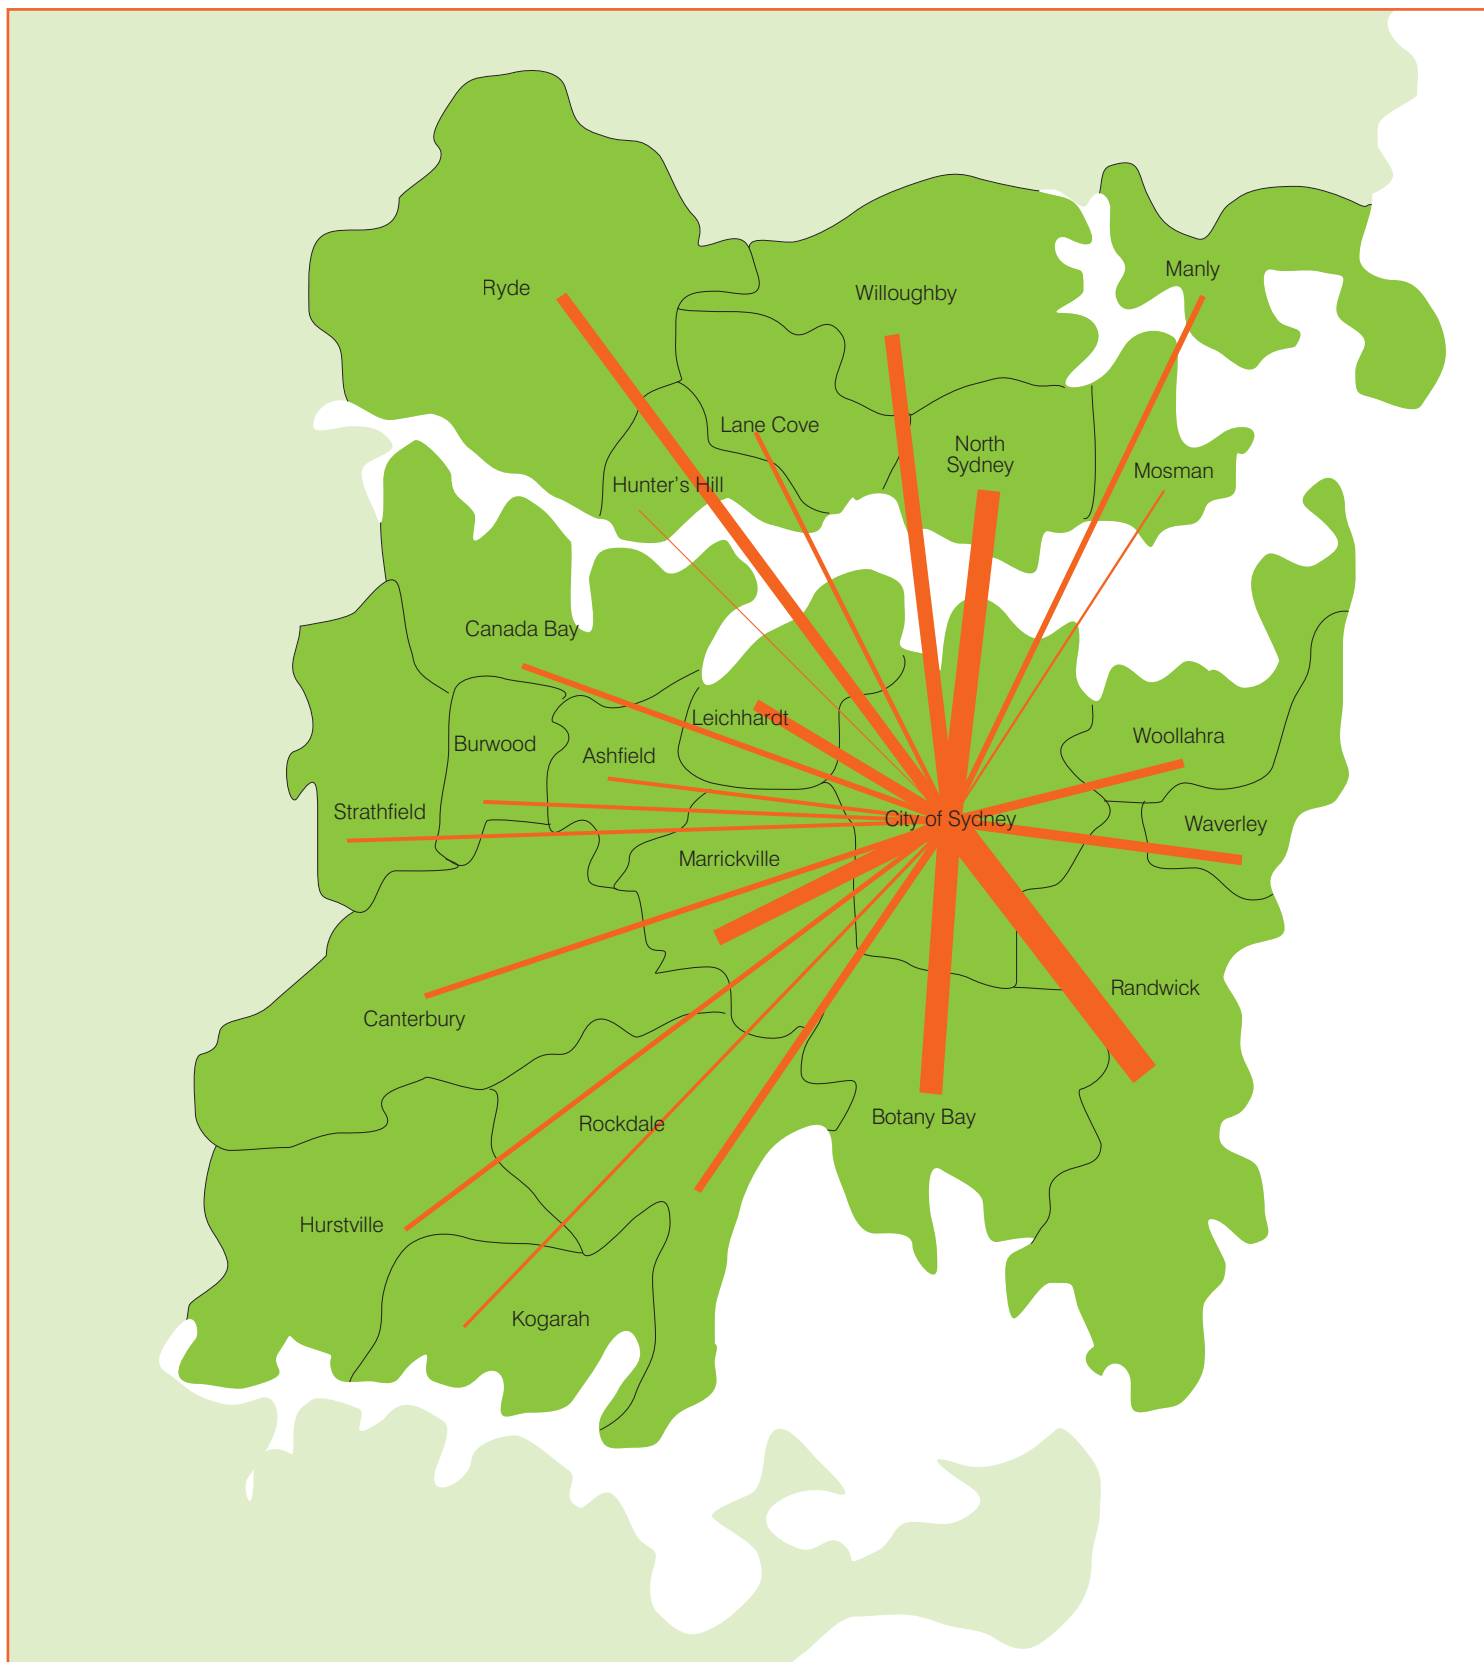 Manly
Ryde
Willoughby
Lane Cove
North
Sydney
Mosman
Hunter's Hill
Canada Bay
Leichhardt
Woollahra
Burwood
Ashfield
Strathfield
City of Sydney
Waverley
Marrickville
Randwick
Canterbury
Botany Bay
Rockdale
Hurstville
Kogarah